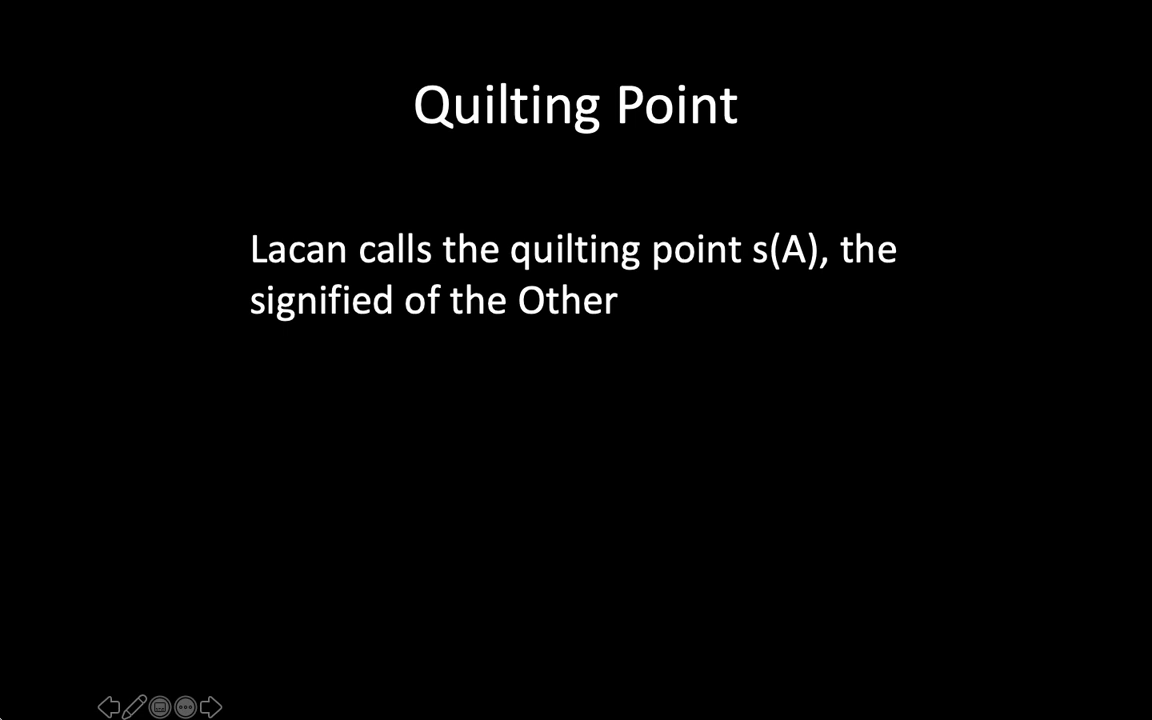 Quilting Point
Lacan calls the quilting point s(A), the
signified of the Other